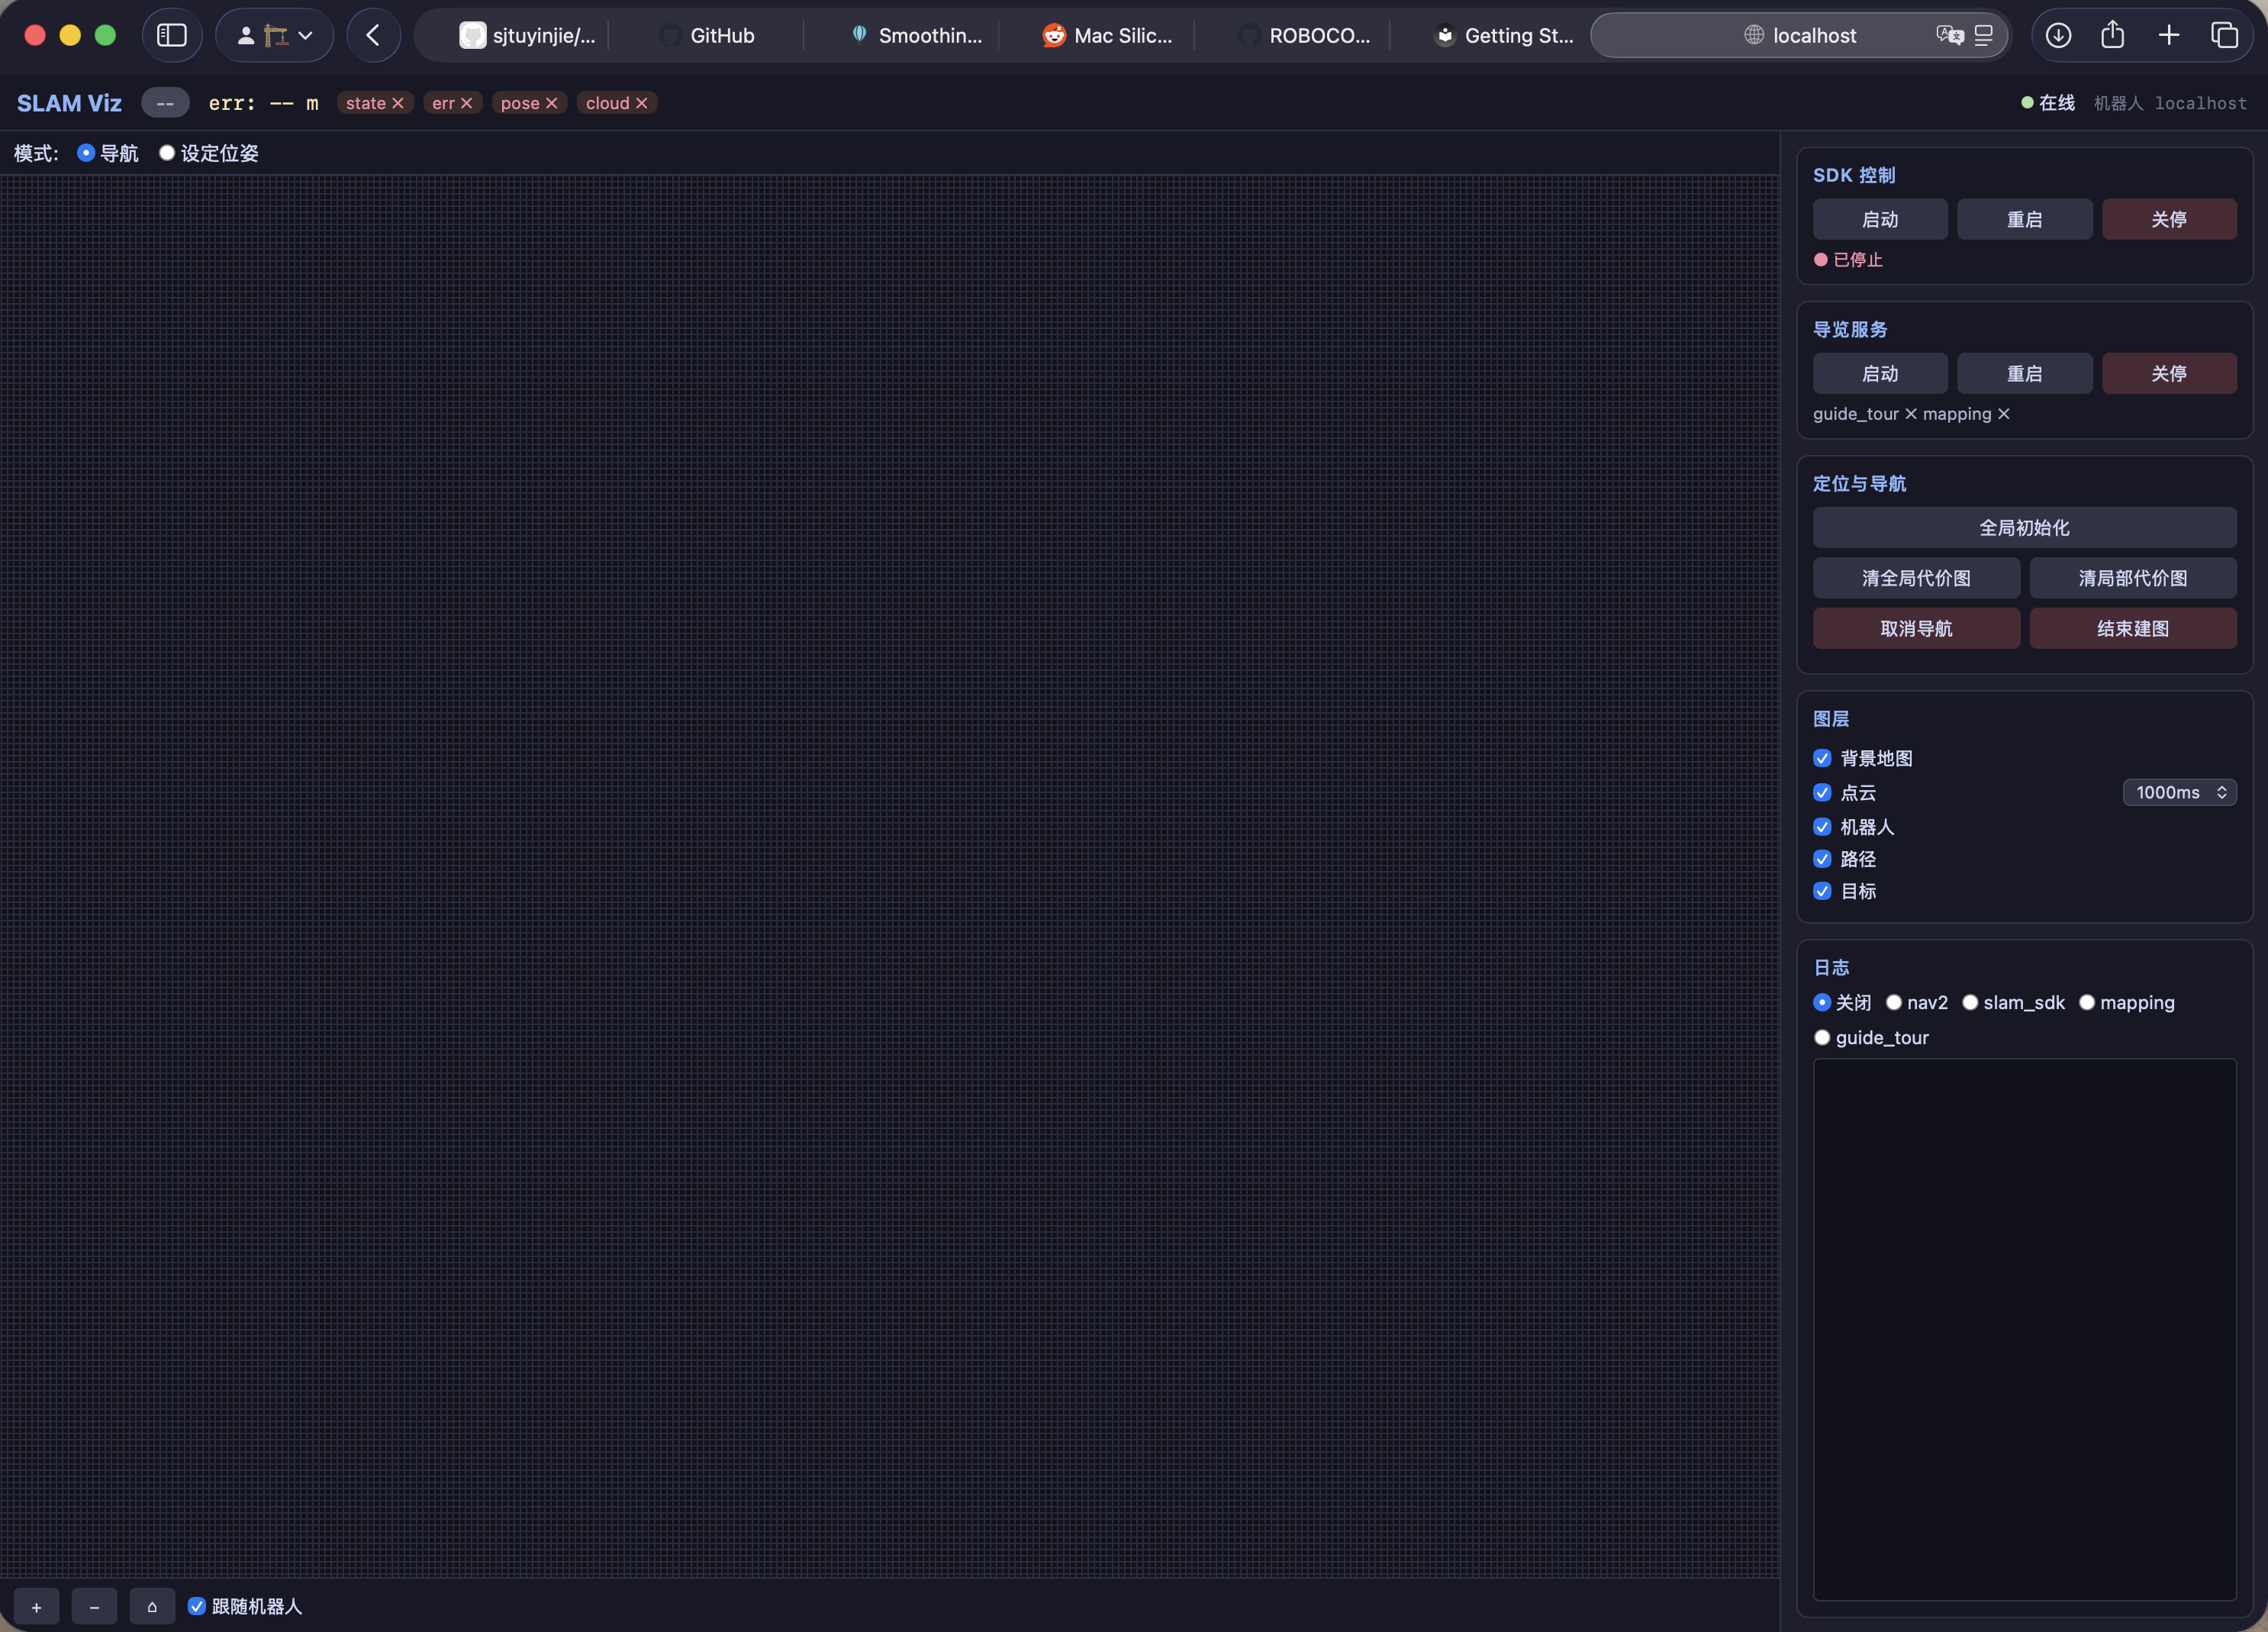 sjtuyinjie/... GitHub Smoothin... Mac Silic... ROBOCO... Getting St... localhost
SLAM Viz -- err: -- m state ✕ err ✕ pose ✕ cloud ✕ 在线 机器人 localhost
模式: 导航 设定位姿
SDK 控制
启动 重启 关停
已停止
导览服务
启动 重启 关停
guide_tour ✕ mapping ✕
定位与导航
全局初始化
清全局代价图 清局部代价图
取消导航 结束建图
图层
背景地图
点云 1000ms
机器人
路径
目标
日志
关闭 nav2 slam_sdk mapping
guide_tour
+ − ⌂ 跟随机器人